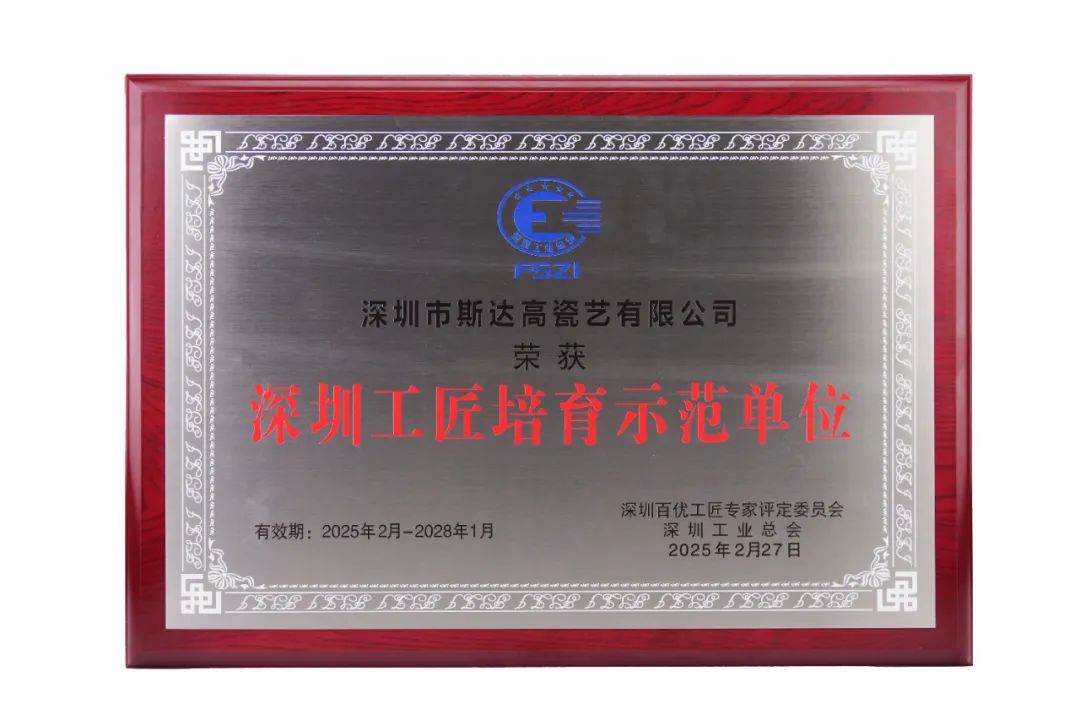 FSZI
深圳市斯达高瓷艺有限公司
荣获
深圳工匠培育示范单位
有效期：2025年2月-2028年1月
深圳百优工匠专家评定委员会
深圳工业总会
2025年2月27日